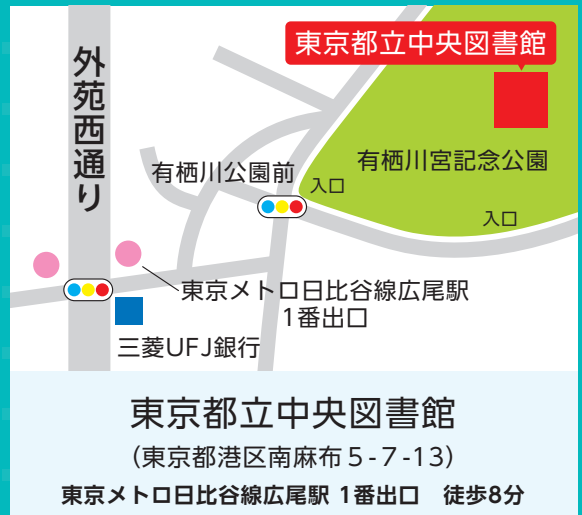 東京都立中央図書館
外苑西通り
有栖川公園前
入口
有栖川宮記念公園
入口
東京メトロ日比谷線広尾駅
1番出口
三菱UFJ銀行
東京都立中央図書館
（東京都港区南麻布5-7-13）
東京メトロ日比谷線広尾駅 1番出口　徒歩8分